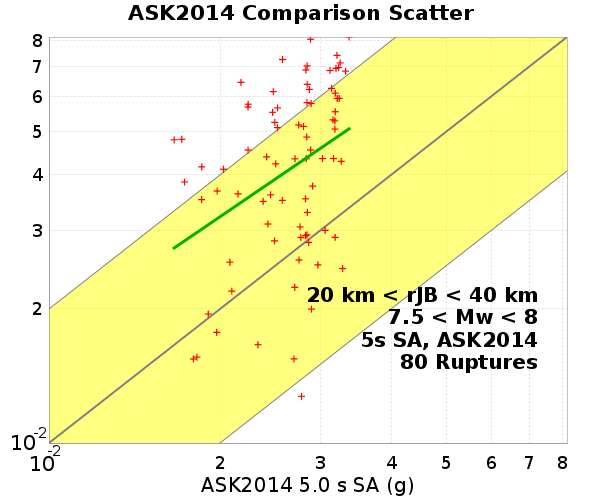 ASK2014 Comparison Scatter
8
7
6
5
4
3
2
10-2
20 km < rJB < 40 km
7.5 < Mw < 8
5s SA, ASK2014
80 Ruptures
10-2 2 3 4 5 6 7 8
ASK2014 5.0 s SA (g)